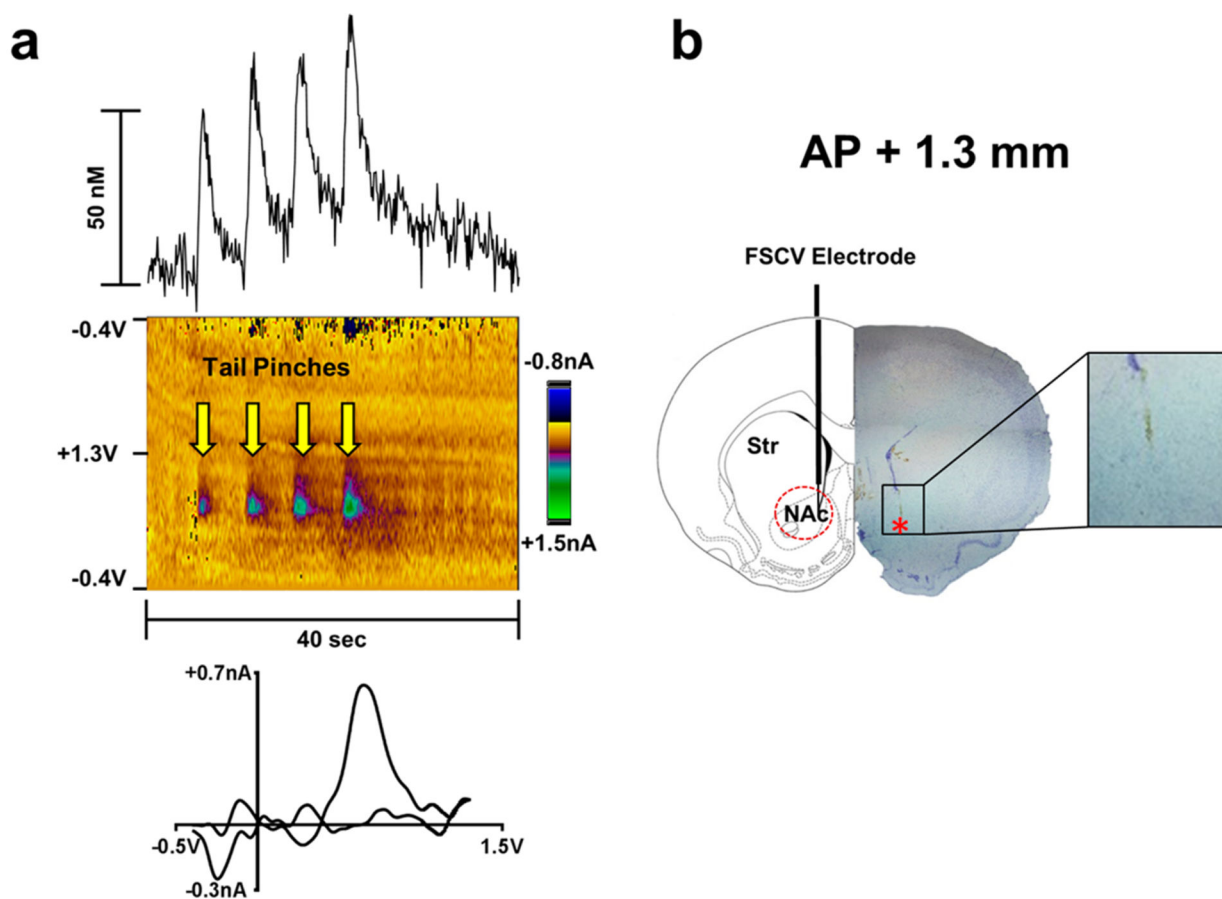 a
50 nM
-0.4V
Tail Pinches
+1.3V
-0.4V
-0.8nA
+1.5nA
40 sec
+0.7nA
-0.5V
1.5V
-0.3nA
b
AP + 1.3 mm
FSCV Electrode
Str
NAc
*